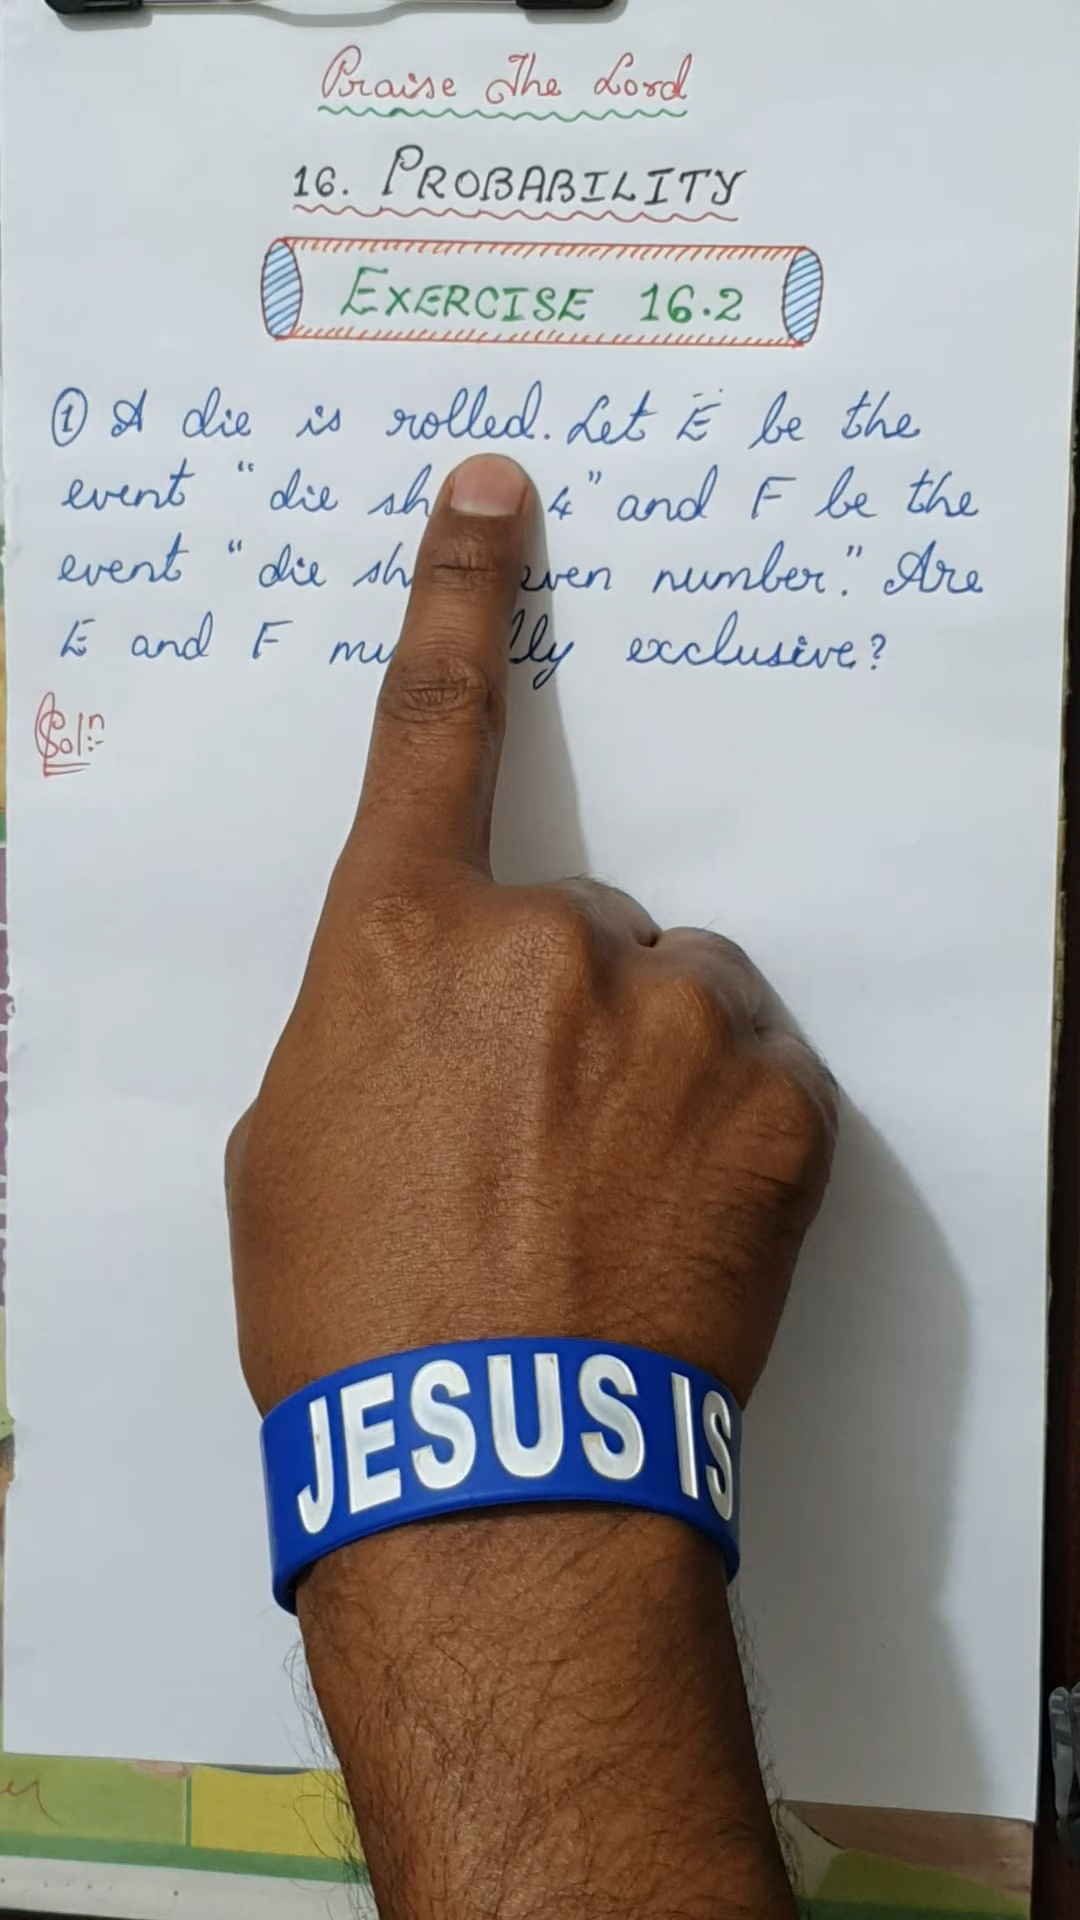 Praise The Lord
16. PROBABILITY
EXERCISE 16.2
① A die is rolled. Let E be the
event "die sh 4" and F be the
event "die sh even number." Are
E and F mu lly exclusive?
Soln:-
JESUS IS